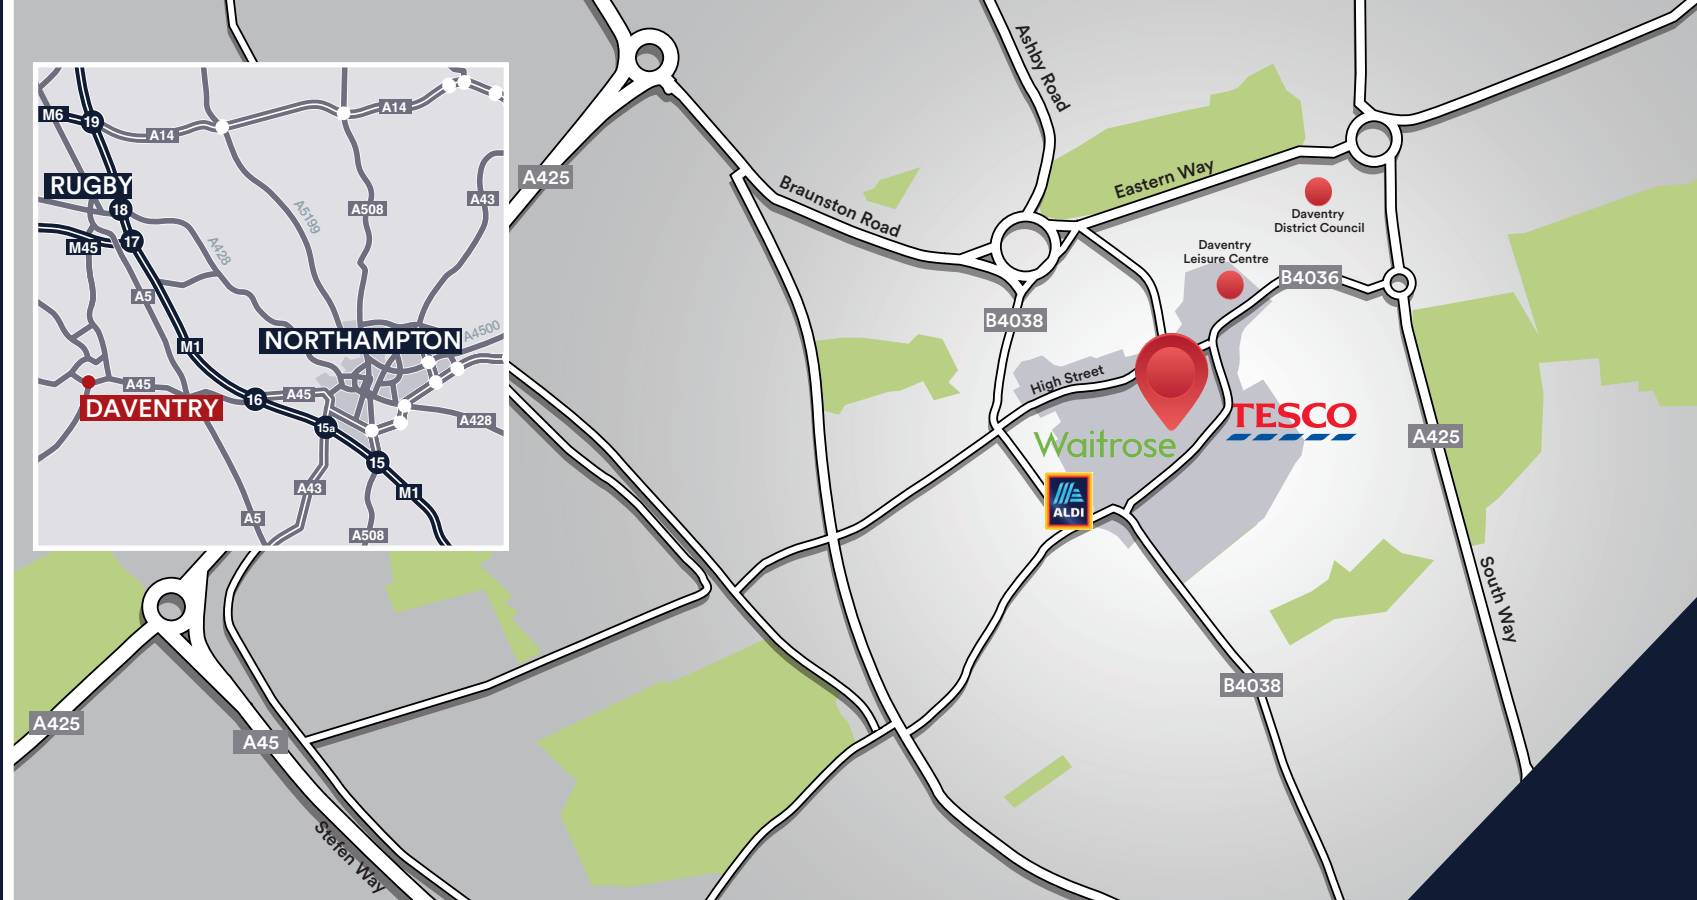 Ashby Road
M6
19
A14
A14
RUGBY
A425
A5199
A508
A43
18
17
M45
A428
Braunston Road
Eastern Way
Daventry
District Council
Daventry
Leisure Centre
B4036
A5
B4038
M1
NORTHAMPTON
A4500
High Street
A45
DAVENTRY
16
A45
15a
A428
TESCO
Waitrose
A425
15
A43
M1
ALDI
A5
A508
South Way
B4038
A425
A45
Stefen Way